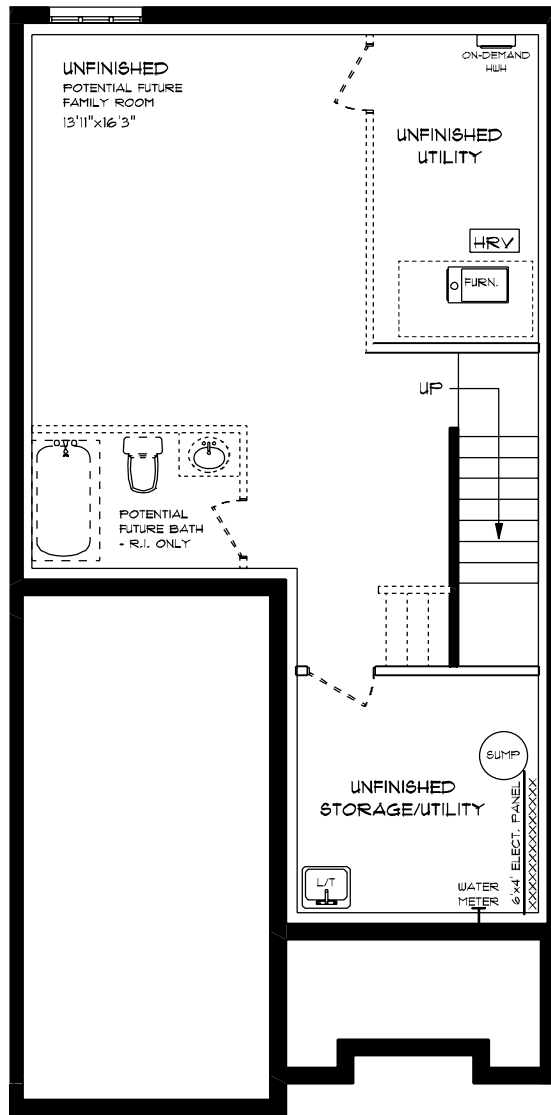 UNFINISHED
POTENTIAL FUTURE
FAMILY ROOM
13'11"x16'3"
ON-DEMAND
HWH
UNFINISHED
UTILITY
HRV
FURN.
UP
POTENTIAL
FUTURE BATH
- R.I. ONLY
SUMP
UNFINISHED
STORAGE/UTILITY
6'x4' ELECT. PANEL
L/T
WATER
METER